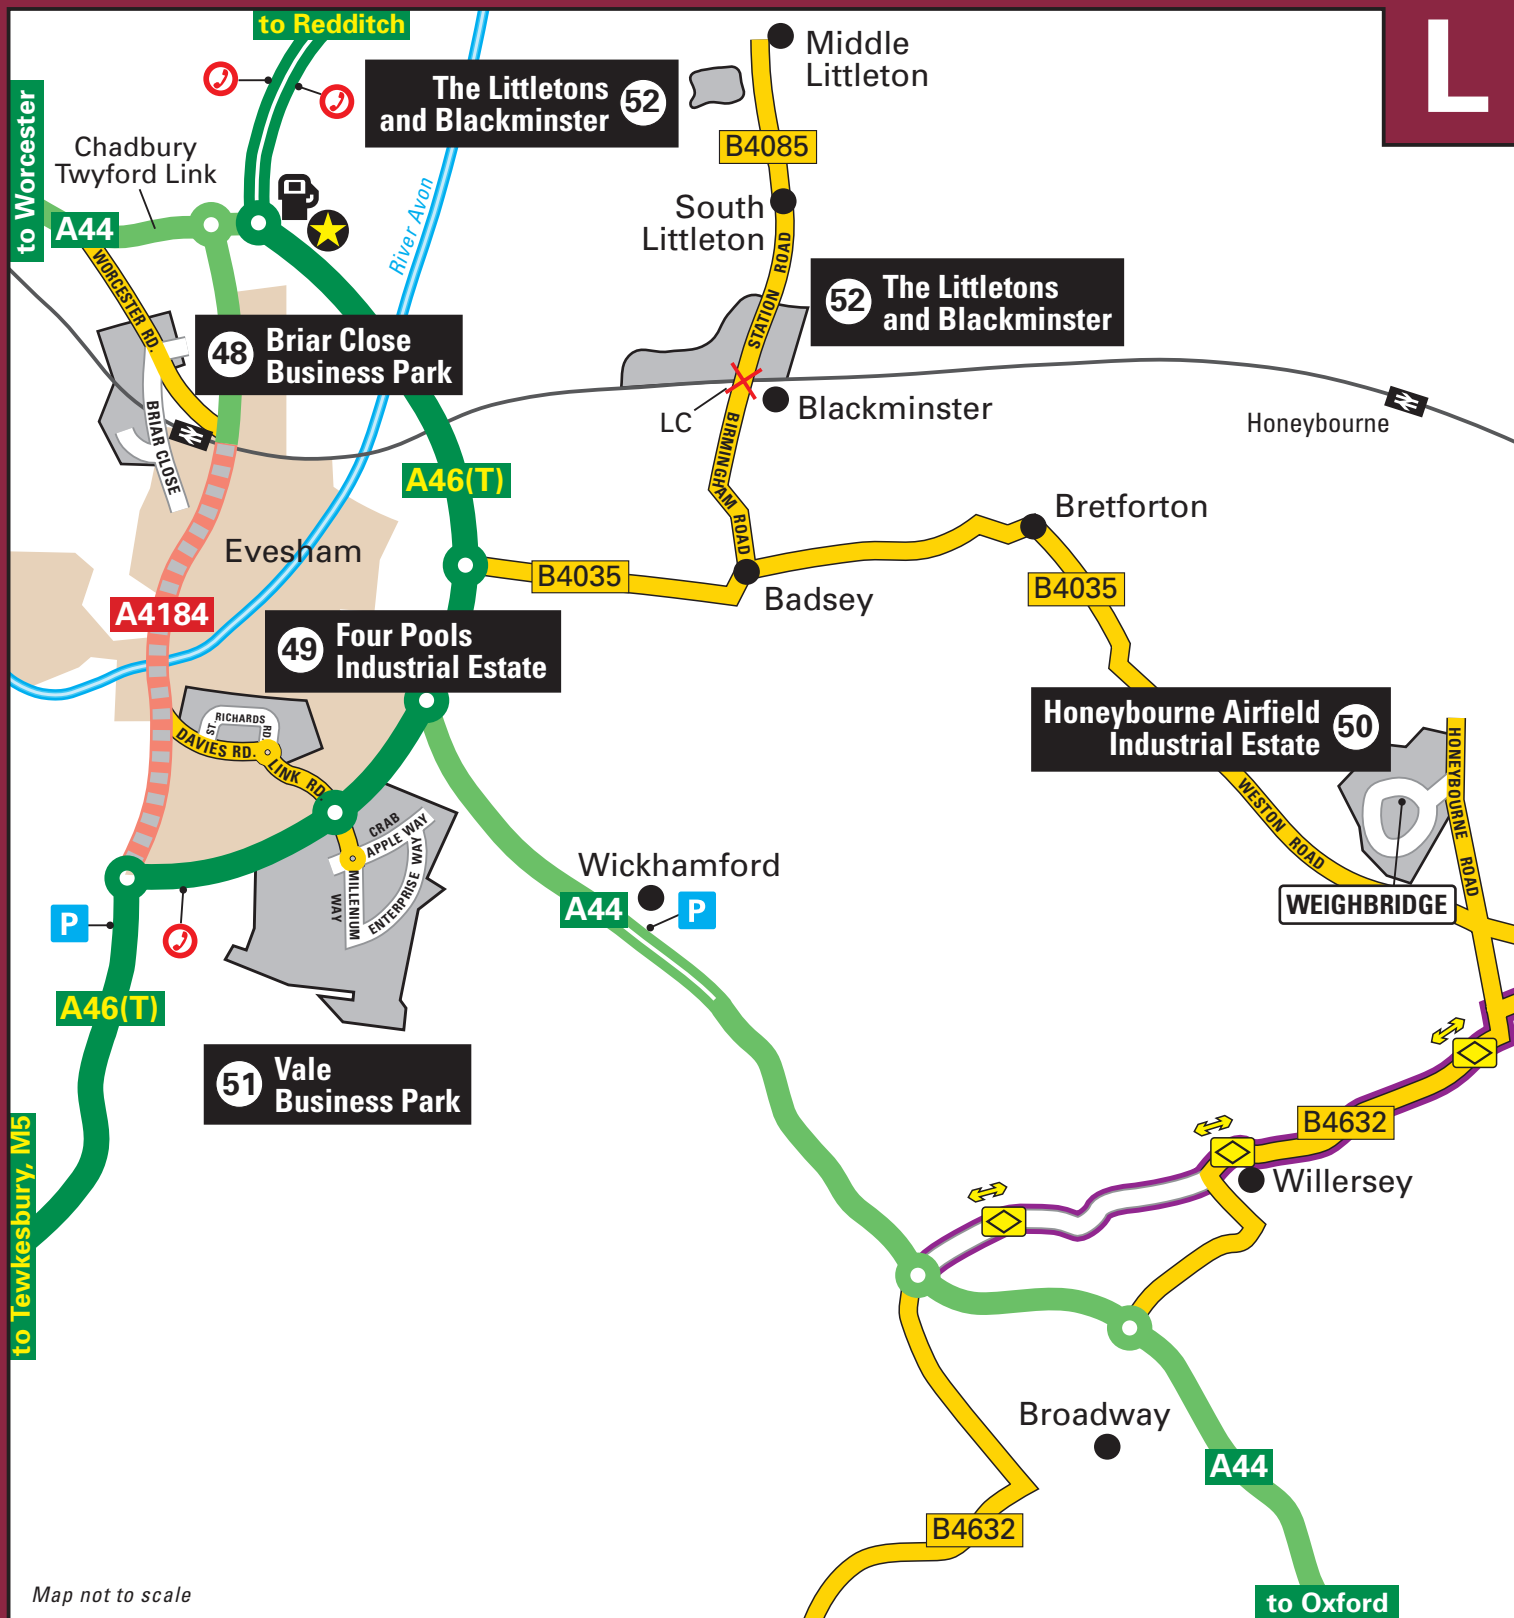 L
to Redditch
Middle
Littleton
The Littletons
and Blackminster
52
to Worcester
B4085
Chadbury
Twyford Link
River Avon
A44
South
Littleton
WORCESTER RD.
STATION ROAD
52
The Littletons
and Blackminster
48
Briar Close
Business Park
LC
Blackminster
Honeybourne
BRIAR CLOSE
BIRMINGHAM ROAD
A46(T)
Bretforton
Evesham
B4035
B4035
Badsey
A4184
49
Four Pools
Industrial Estate
Honeybourne Airfield
Industrial Estate
50
ST. RICHARDS RD.
DAVIES RD.
LINK RD.
HONEYBOURNE ROAD
WESTON ROAD
CRAB
APPLE WAY
MILLENIUM
WAY
ENTERPRISE WAY
Wickhamford
WEIGHBRIDGE
A44
P
P
A46(T)
51
Vale
Business Park
to Tewkesbury, M5
B4632
Willersey
Broadway
A44
B4632
Map not to scale
to Oxford